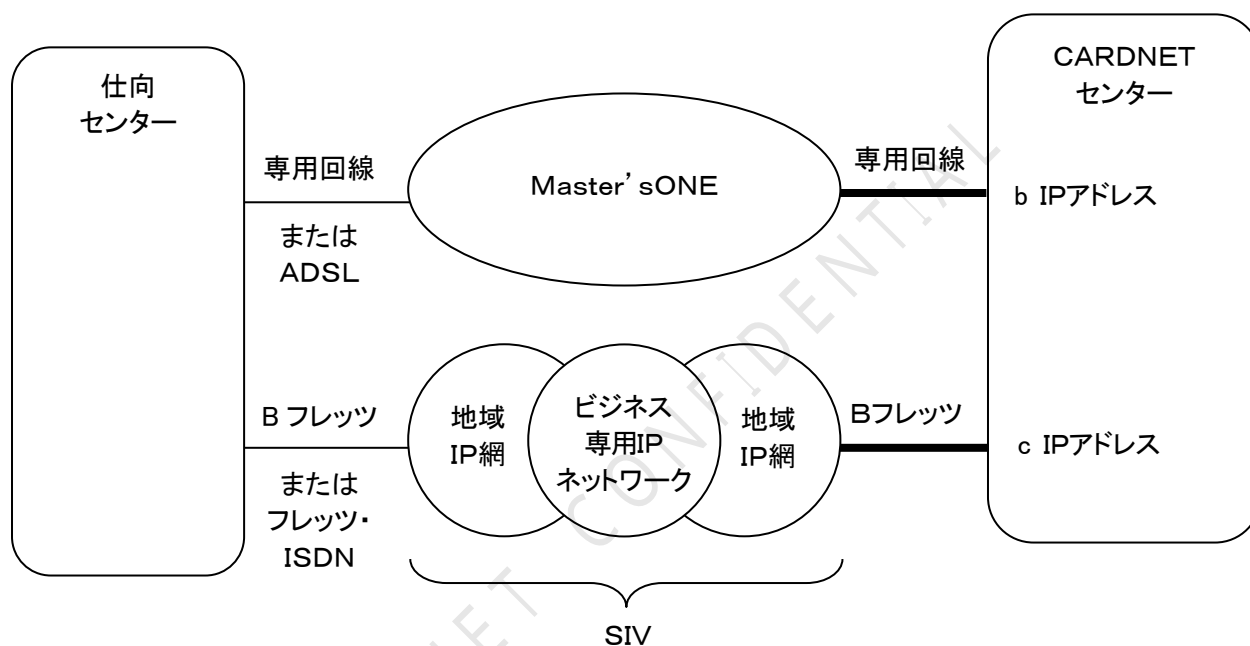 仕向
センター
専用回線
または
ADSL
Master’sONE
専用回線
CARDNET
センター
b IPアドレス
B フレッツ
または
フレッツ・
ISDN
地域
IP網
ビジネス
専用IP
ネットワーク
地域
IP網
Bフレッツ
c IPアドレス
SIV
NET CONFIDENTIAL